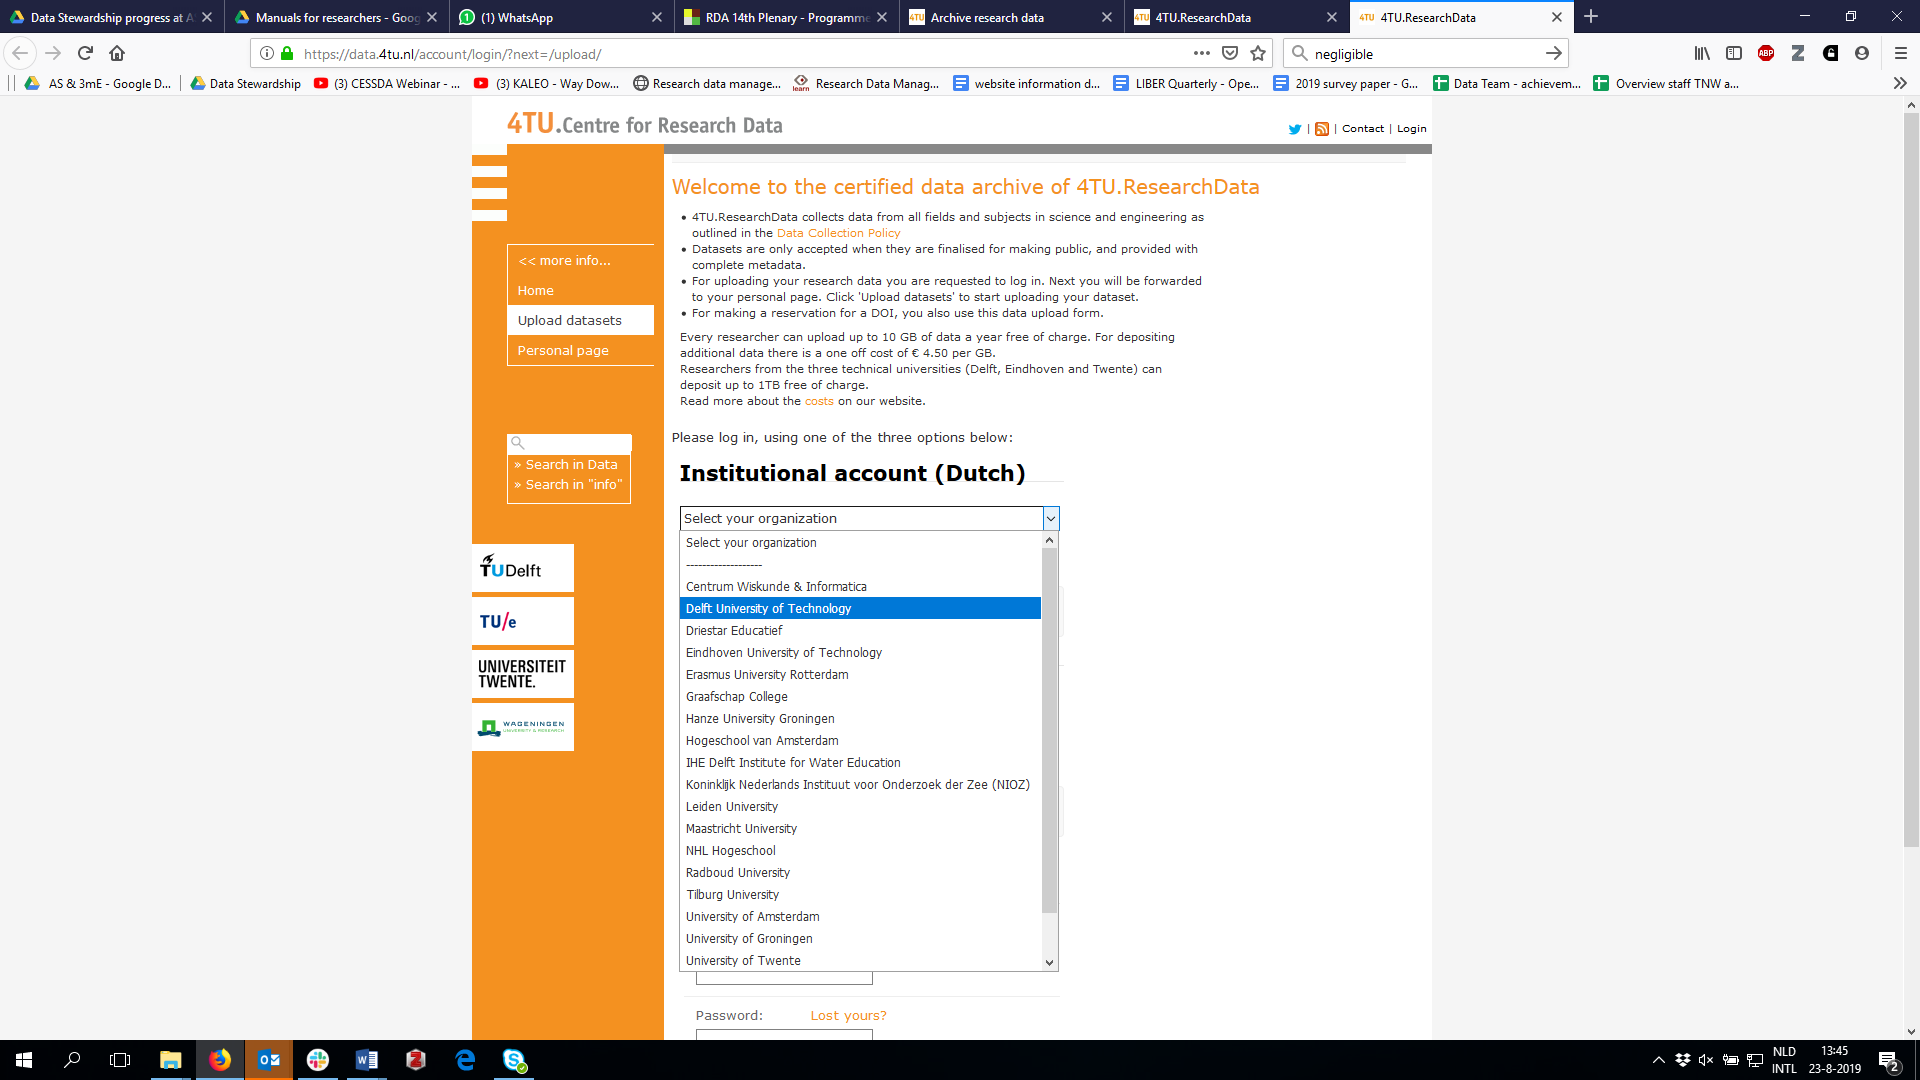 Data Stewardship progress at A
Manuals for researchers - Goog
(1) WhatsApp
RDA 14th Plenary - Programme
4TU Archive research data
4TU 4TU.ResearchData
4TU 4TU.ResearchData
https://data.4tu.nl/account/login/?next=/upload/
negligible
ABP
Z
AS & 3mE - Google D...
Data Stewardship
(3) CESSDA Webinar - ...
(3) KALEO - Way Dow...
Research data manage...
learn Research Data Manag...
website information d...
LIBER Quarterly - Ope...
2019 survey paper - G...
Data Team - achievem...
Overview staff TNW a...
4TU.Centre for Research Data
| | Contact | Login
<< more info...
Home
Upload datasets
Personal page
» Search in Data
» Search in "info"
TUDelft
TU/e
UNIVERSITEIT
TWENTE.
WAGENINGEN
UNIVERSITY & RESEARCH
Welcome to the certified data archive of 4TU.ResearchData
• 4TU.ResearchData collects data from all fields and subjects in science and engineering as
outlined in the Data Collection Policy
• Datasets are only accepted when they are finalised for making public, and provided with
complete metadata.
• For uploading your research data you are requested to log in. Next you will be forwarded
to your personal page. Click 'Upload datasets' to start uploading your dataset.
• For making a reservation for a DOI, you also use this data upload form.
Every researcher can upload up to 10 GB of data a year free of charge. For depositing
additional data there is a one off cost of € 4.50 per GB.
Researchers from the three technical universities (Delft, Eindhoven and Twente) can
deposit up to 1TB free of charge.
Read more about the costs on our website.
Please log in, using one of the three options below:
Institutional account (Dutch)
Select your organization
Select your organization
-------------------
Centrum Wiskunde & Informatica
Delft University of Technology
Driestar Educatief
Eindhoven University of Technology
Erasmus University Rotterdam
Graafschap College
Hanze University Groningen
Hogeschool van Amsterdam
IHE Delft Institute for Water Education
Koninklijk Nederlands Instituut voor Onderzoek der Zee (NIOZ)
Leiden University
Maastricht University
NHL Hogeschool
Radboud University
Tilburg University
University of Amsterdam
University of Groningen
University of Twente
Password: Lost yours?
NLD
INTL
13:45
23-8-2019
2